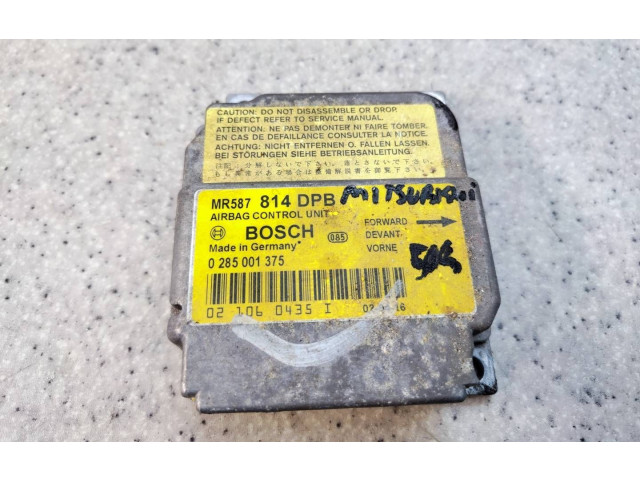 CAUTION: DO NOT DISASSEMBLE OR DROP.
IF DEFECT REFER TO SERVICE MANUAL.
ATTENTION: NE PAS DEMONTER NI FAIRE TOMBER.
EN CAS DE DEFAILLANCE CONSULTER LA NOTICE.
ACHTUNG: NICHT ENTFERNEN O. FALLEN LASSEN.
BEI STÖRUNGEN SIEHE BETRIEBSANLEITUNG.
MR587 814 DPB MITSUBISHI
AIRBAG CONTROL UNIT
FORWARD
BOSCH 085 DEVANT
Made in Germany VORNE
0 285 001 375
02 106 0435 I